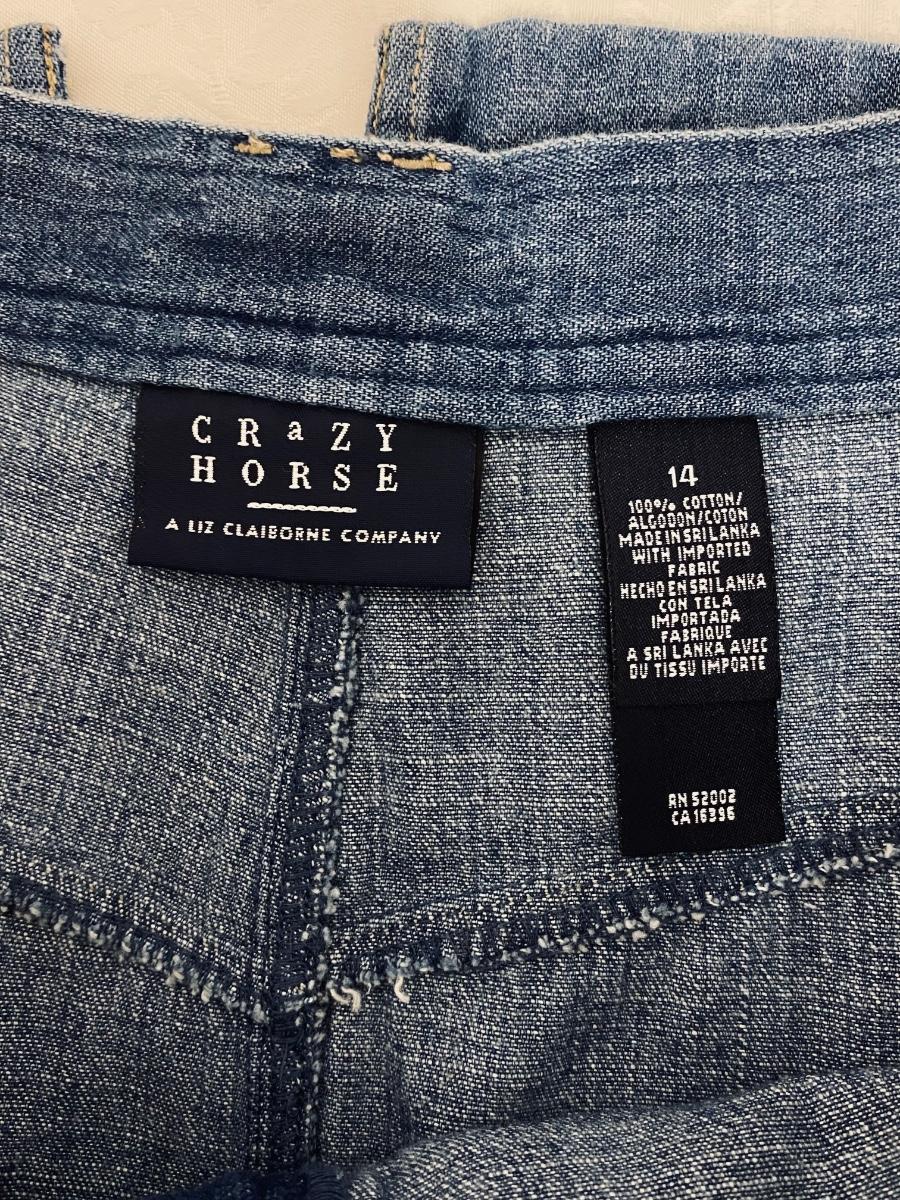 CRaZY
HORSE
A LIZ CLAIBORNE COMPANY
14
100% COTTON/
ALGODON/COTON
MADE IN SRI LANKA
WITH IMPORTED
FABRIC
HECHO EN SRI LANKA
CON TELA
IMPORTADA
FABRIQUE
A SRI LANKA AVEC
DU TISSU IMPORTE
RN 52002
CA 16396